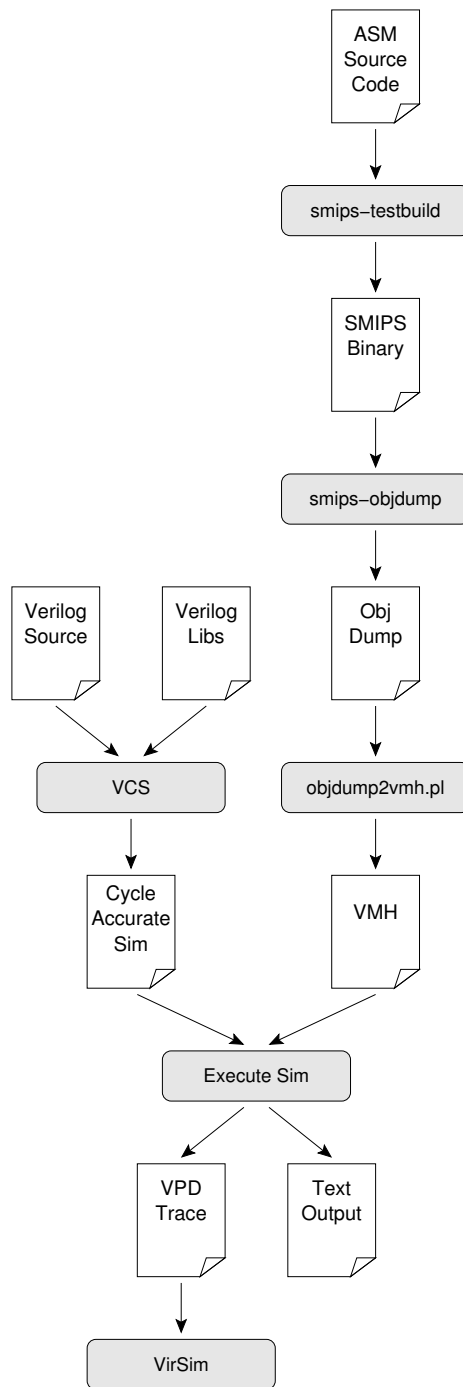 ASM
Source
Code
smips−testbuild
SMIPS
Binary
smips−objdump
Verilog
Source
Verilog
Libs
Obj
Dump
VCS
objdump2vmh.pl
Cycle
Accurate
Sim
VMH
Execute Sim
VPD
Trace
Text
Output
VirSim